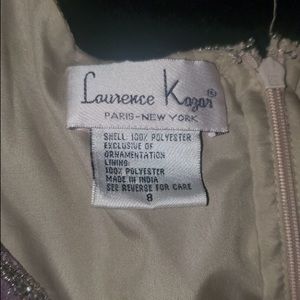 Laurence Kazar®
PARIS-NEW YORK
SHELL 100% POLYESTER
EXCLUSIVE OF
ORNAMENTATION
LINING:
100% POLYESTER
MADE IN INDIA
SEE REVERSE FOR CARE
8